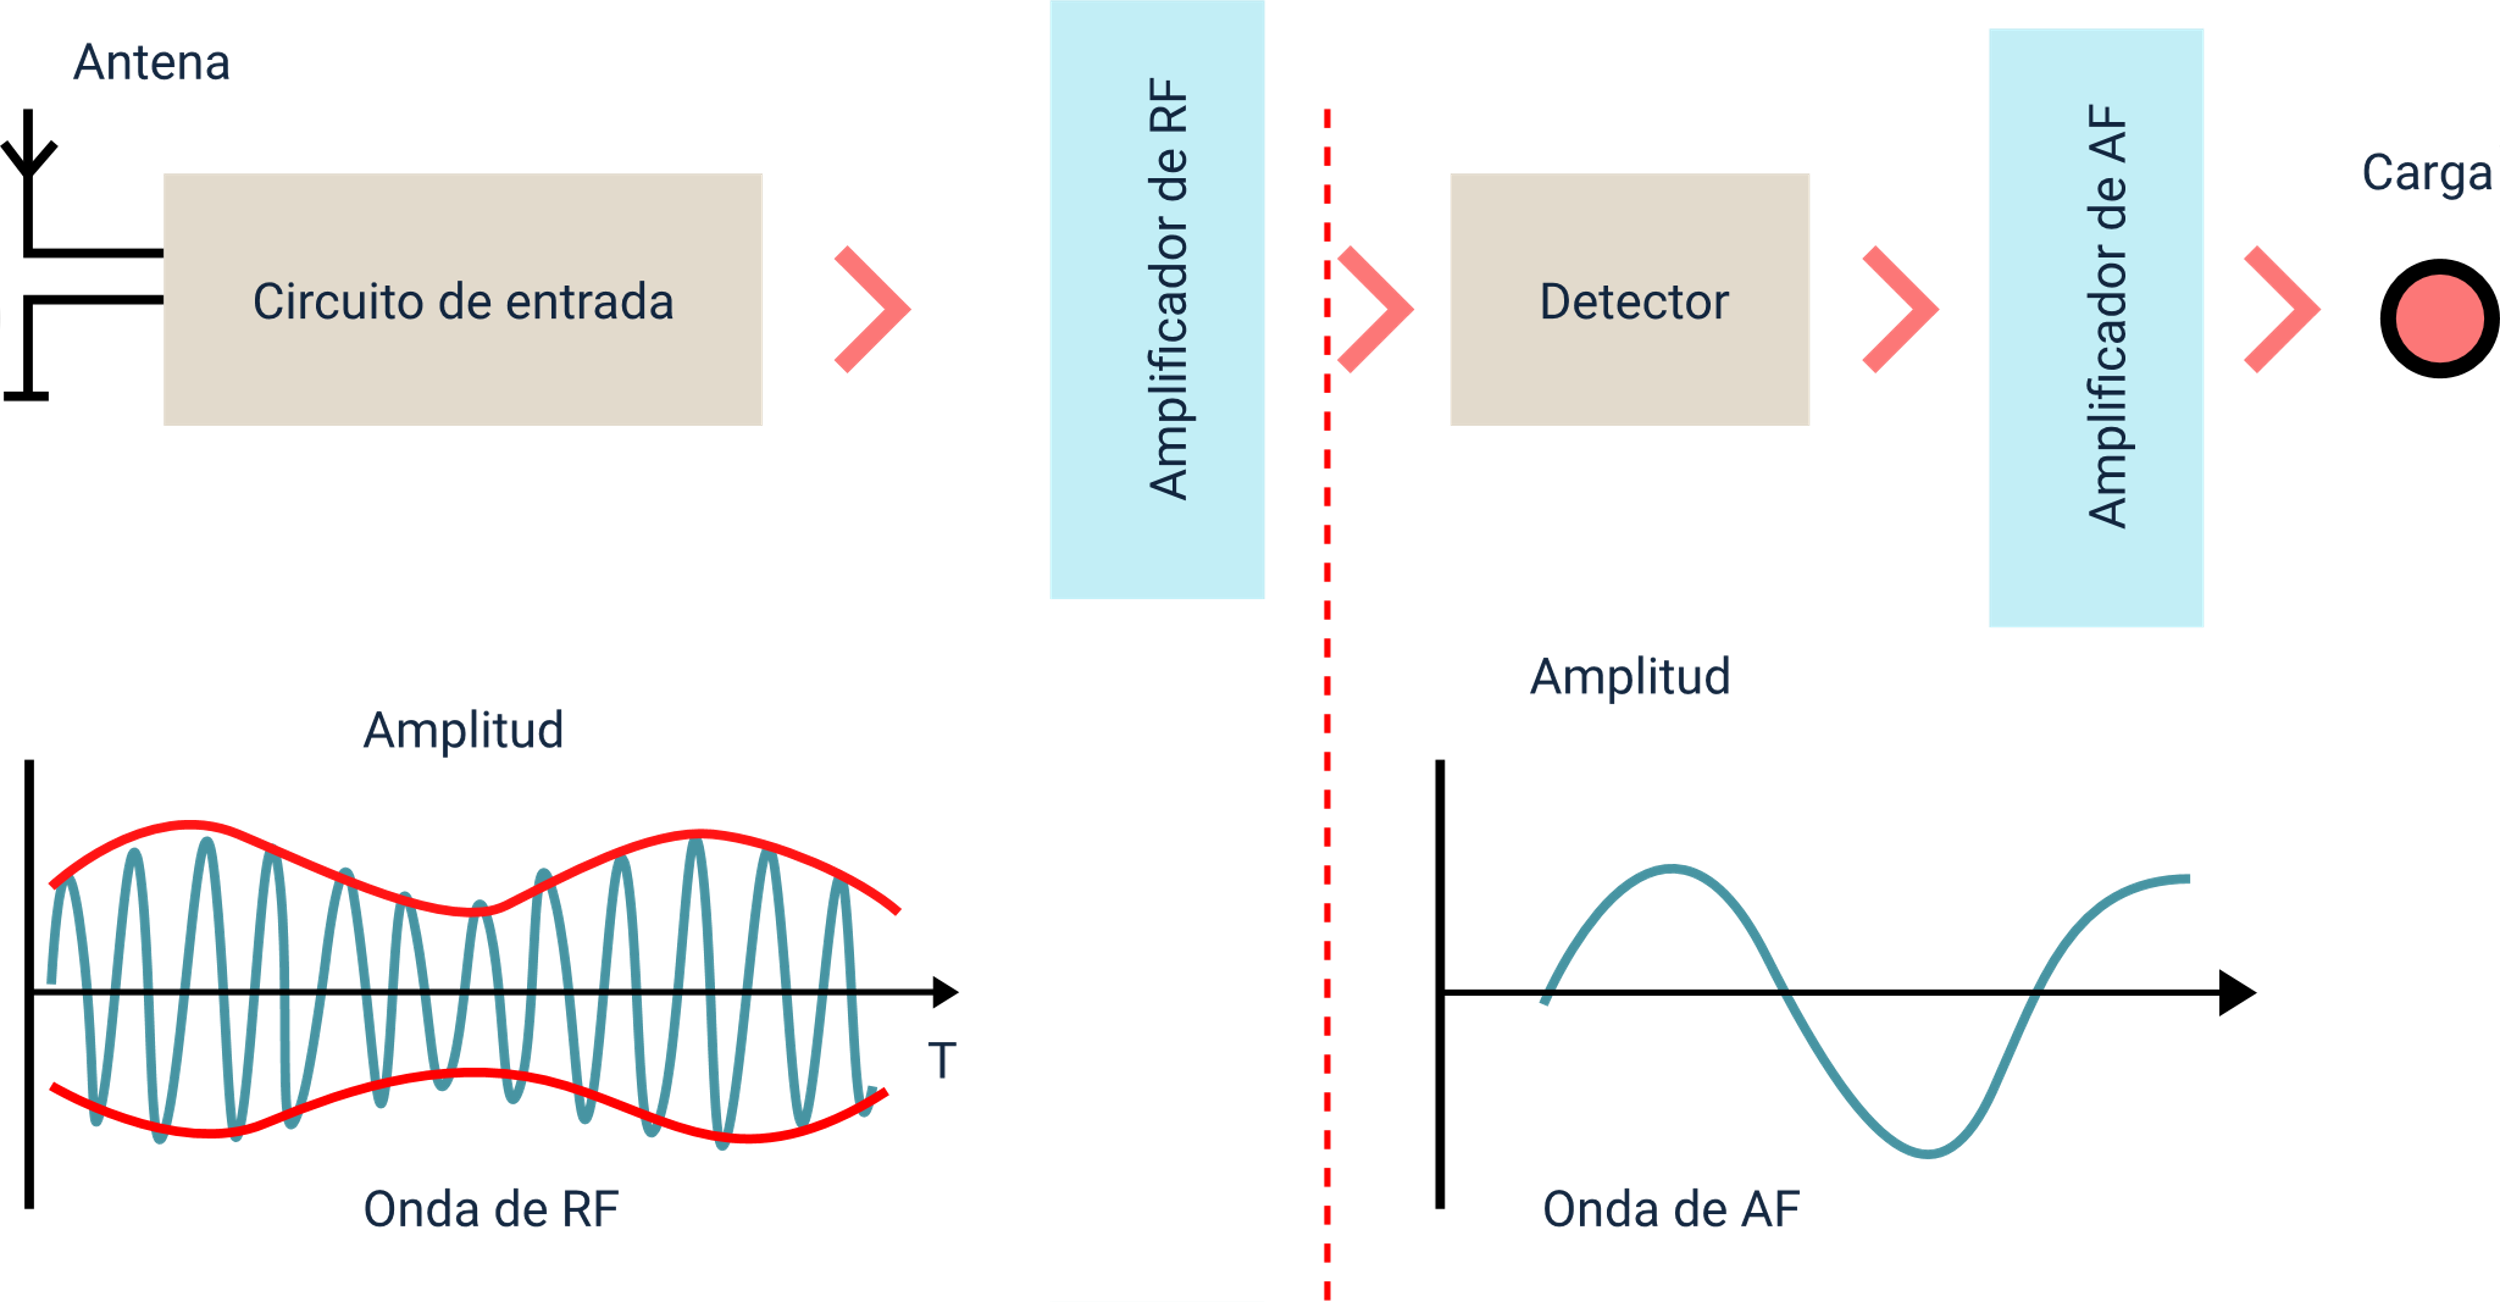 Antena
Circuito de entrada
Amplificador de RF
Detector
Amplificador de AF
Carga
Amplitud
T
Onda de RF
Amplitud
Onda de AF